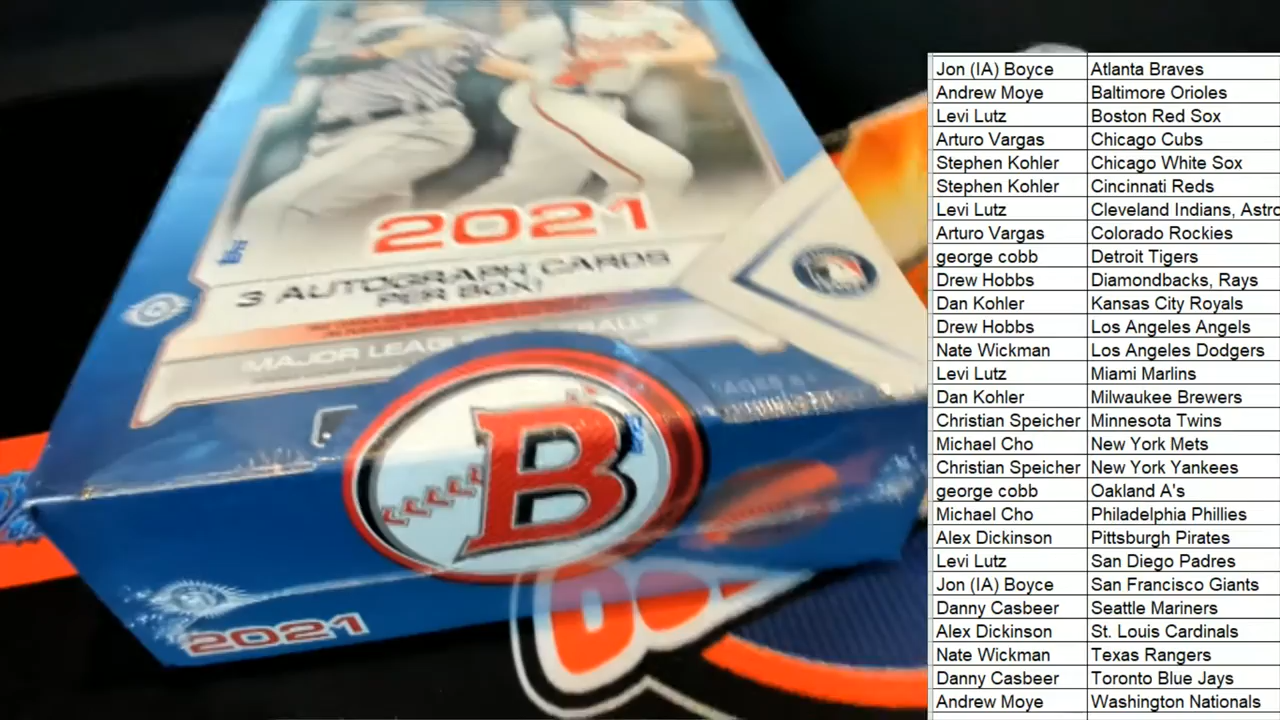 2021
topps
3 AUTOGRAPH CARDS
PER BOX!
MAJOR LEAGUE BASEBALL
B
2021
Jon (IA) Boyce Atlanta Braves
Andrew Moye Baltimore Orioles
Levi Lutz Boston Red Sox
Arturo Vargas Chicago Cubs
Stephen Kohler Chicago White Sox
Stephen Kohler Cincinnati Reds
Levi Lutz Cleveland Indians, Astro
Arturo Vargas Colorado Rockies
george cobb Detroit Tigers
Drew Hobbs Diamondbacks, Rays
Dan Kohler Kansas City Royals
Drew Hobbs Los Angeles Angels
Nate Wickman Los Angeles Dodgers
Levi Lutz Miami Marlins
Dan Kohler Milwaukee Brewers
Christian Speicher Minnesota Twins
Michael Cho New York Mets
Christian Speicher New York Yankees
george cobb Oakland A's
Michael Cho Philadelphia Phillies
Alex Dickinson Pittsburgh Pirates
Levi Lutz San Diego Padres
Jon (IA) Boyce San Francisco Giants
Danny Casbeer Seattle Mariners
Alex Dickinson St. Louis Cardinals
Nate Wickman Texas Rangers
Danny Casbeer Toronto Blue Jays
Andrew Moye Washington Nationals